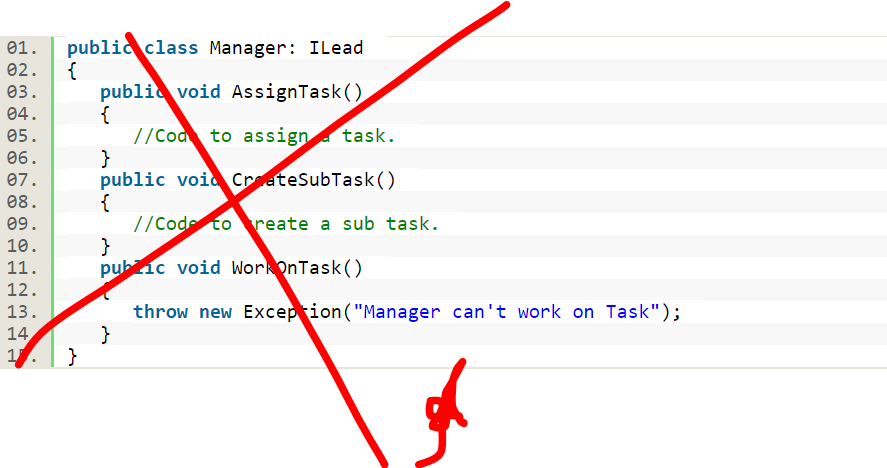 01. public class Manager: ILead
02. {
03. public void AssignTask()
04. {
05. //Code to assign a task.
06. }
07. public void CreateSubTask()
08. {
09. //Code to create a sub task.
10. }
11. public void WorkOnTask()
12. {
13. throw new Exception("Manager can't work on Task");
14. }
15. }